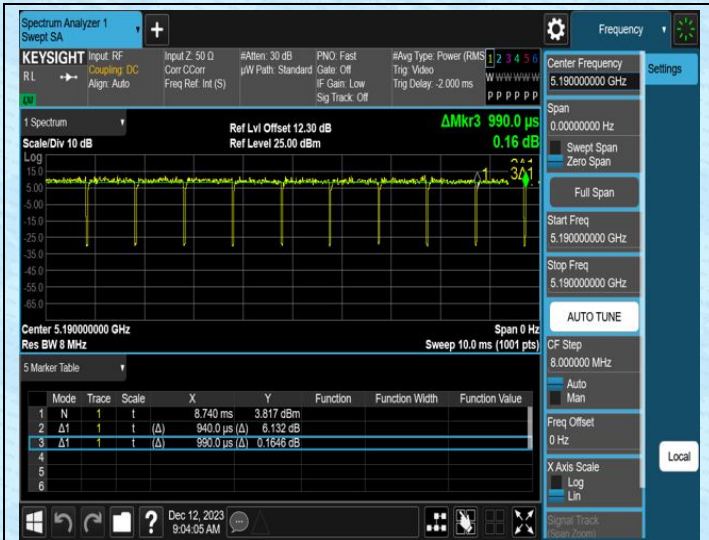 Spectrum Analyzer 1
Swept SA
Frequency
KEYSIGHT
RL
Input: RF
Coupling: DC
Align: Auto
Input Z: 50 Ω
Corr CCorr
Freq Ref: Int (S)
#Atten: 30 dB
µW Path: Standard
PNO: Fast
Gate: Off
IF Gain: Low
Sig Track: Off
#Avg Type: Power (RMS
Trig: Video
Trig Delay: -2.000 ms
1 2 3 4 5 6
W W W W W W
P P P P P P
1 Spectrum
Scale/Div 10 dB
Ref Lvl Offset 12.30 dB
Ref Level 25.00 dBm
ΔMkr3 990.0 µs
0.16 dB
Log
15.0
5.00
-5.00
-15.0
-25.0
-35.0
-45.0
-55.0
-65.0
1
3Δ1
Center 5.190000000 GHz
Res BW 8 MHz
Span 0 Hz
Sweep 10.0 ms (1001 pts)
5 Marker Table
Mode Trace Scale X Y Function Function Width Function Value
1 N 1 t 8.740 ms 3.817 dBm
2 Δ1 1 t (Δ) 940.0 µs (Δ) 6.132 dB
3 Δ1 1 t (Δ) 990.0 µs (Δ) 0.1646 dB
4
5
6
Dec 12, 2023
9:04:05 AM
Center Frequency
5.190000000 GHz
Settings
Span
0.00000000 Hz
Swept Span
Zero Span
Full Span
Start Freq
5.190000000 GHz
Stop Freq
5.190000000 GHz
AUTO TUNE
CF Step
8.000000 MHz
Auto
Man
Freq Offset
0 Hz
X Axis Scale
Log
Lin
Signal Track
(Span Zoom)
Local